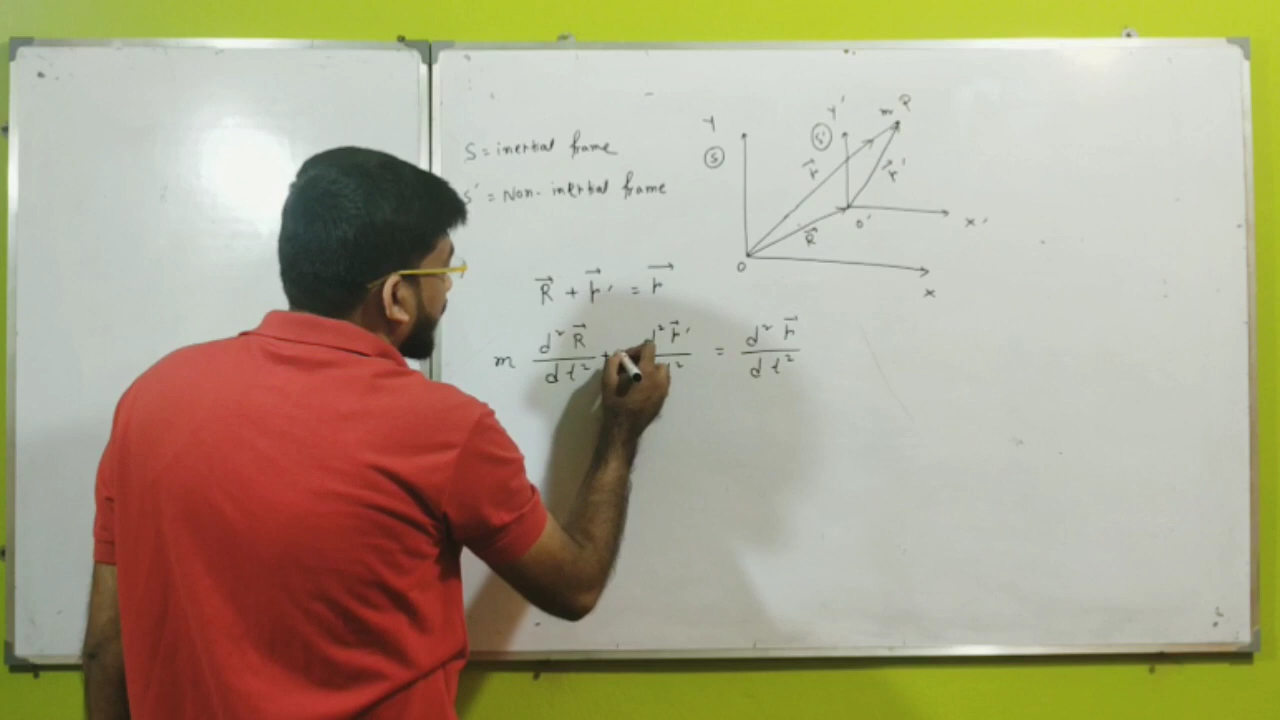 S = inertial frame
S' = Non-inertial frame
Y
S
Y'
S'
m P
r⃗
r⃗'
R⃗
O'
X'
O
X
R⃗ + r⃗' = r⃗
m d²R⃗/dt² + d²r⃗'/dt² = d²r⃗/dt²